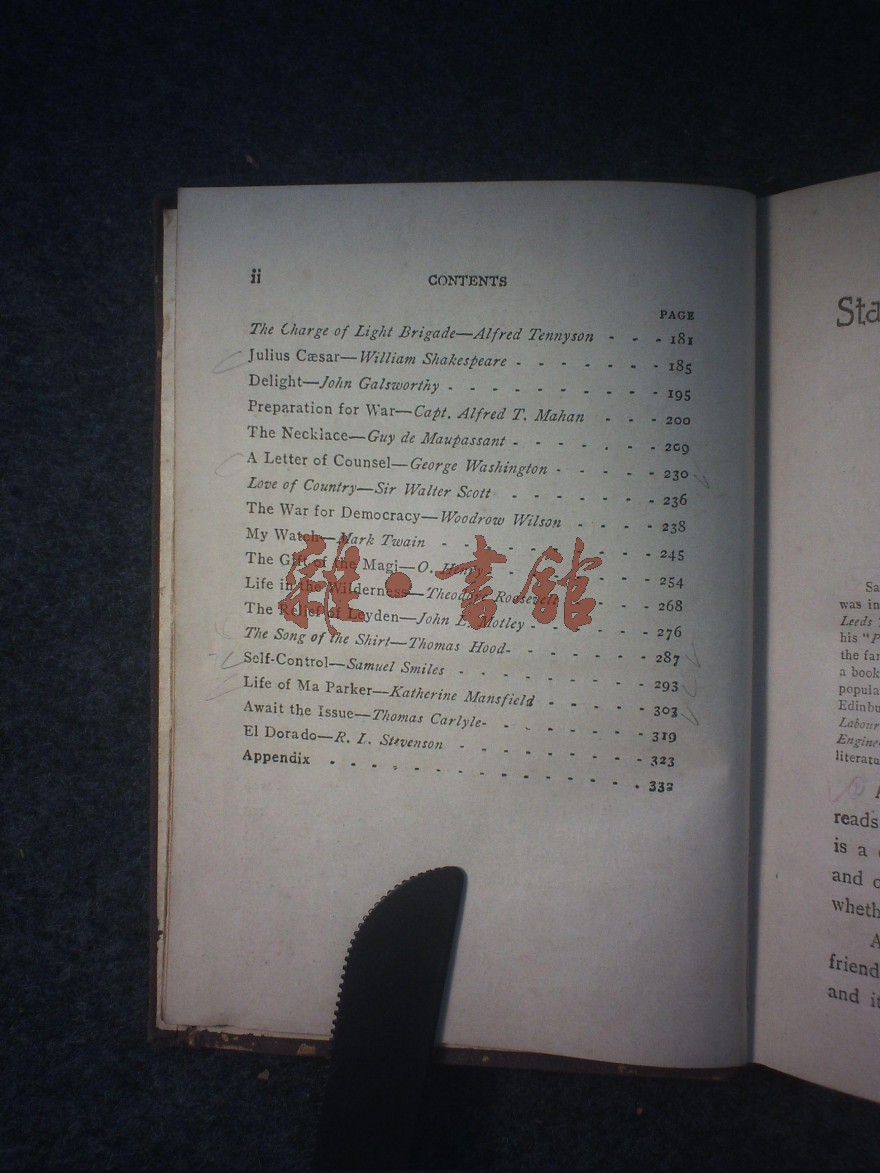 ii
CONTENTS
PAGE
The Charge of Light Brigade—Alfred Tennyson - - - 181
Julius Cæsar—William Shakespeare - - - - - - - 185
Delight—John Galsworthy - - - - - - - - - 195
Preparation for War—Capt. Alfred T. Mahan - - - - 200
The Necklace—Guy de Maupassant - - - - - - - 209
A Letter of Counsel—George Washington - - - - - 230
Love of Country—Sir Walter Scott - - - - - - - 236
The War for Democracy—Woodrow Wilson - - - - 238
My Watch—Mark Twain - - - - - - - - - 245
The Gift of the Magi—O. Henry - - - - - - - 254
Life in the Wilderness—Theodore Roosevelt - - - - 268
The Relief of Leyden—John L. Motley - - - - - - 276
The Song of the Shirt—Thomas Hood- - - - - - - 287
Self-Control—Samuel Smiles - - - - - - - - 293
Life of Ma Parker—Katherine Mansfield - - - - - 303
Await the Issue—Thomas Carlyle- - - - - - - 319
El Dorado—R. L. Stevenson - - - - - - - - 323
Appendix - - - - - - - - - - - 332
雜·書館
Sa
was in
Leeds
his "P
the fa
a book
popula
Edinbu
Labour
Engine
literatu
reads
is a
and
wheth
A
friend
and it